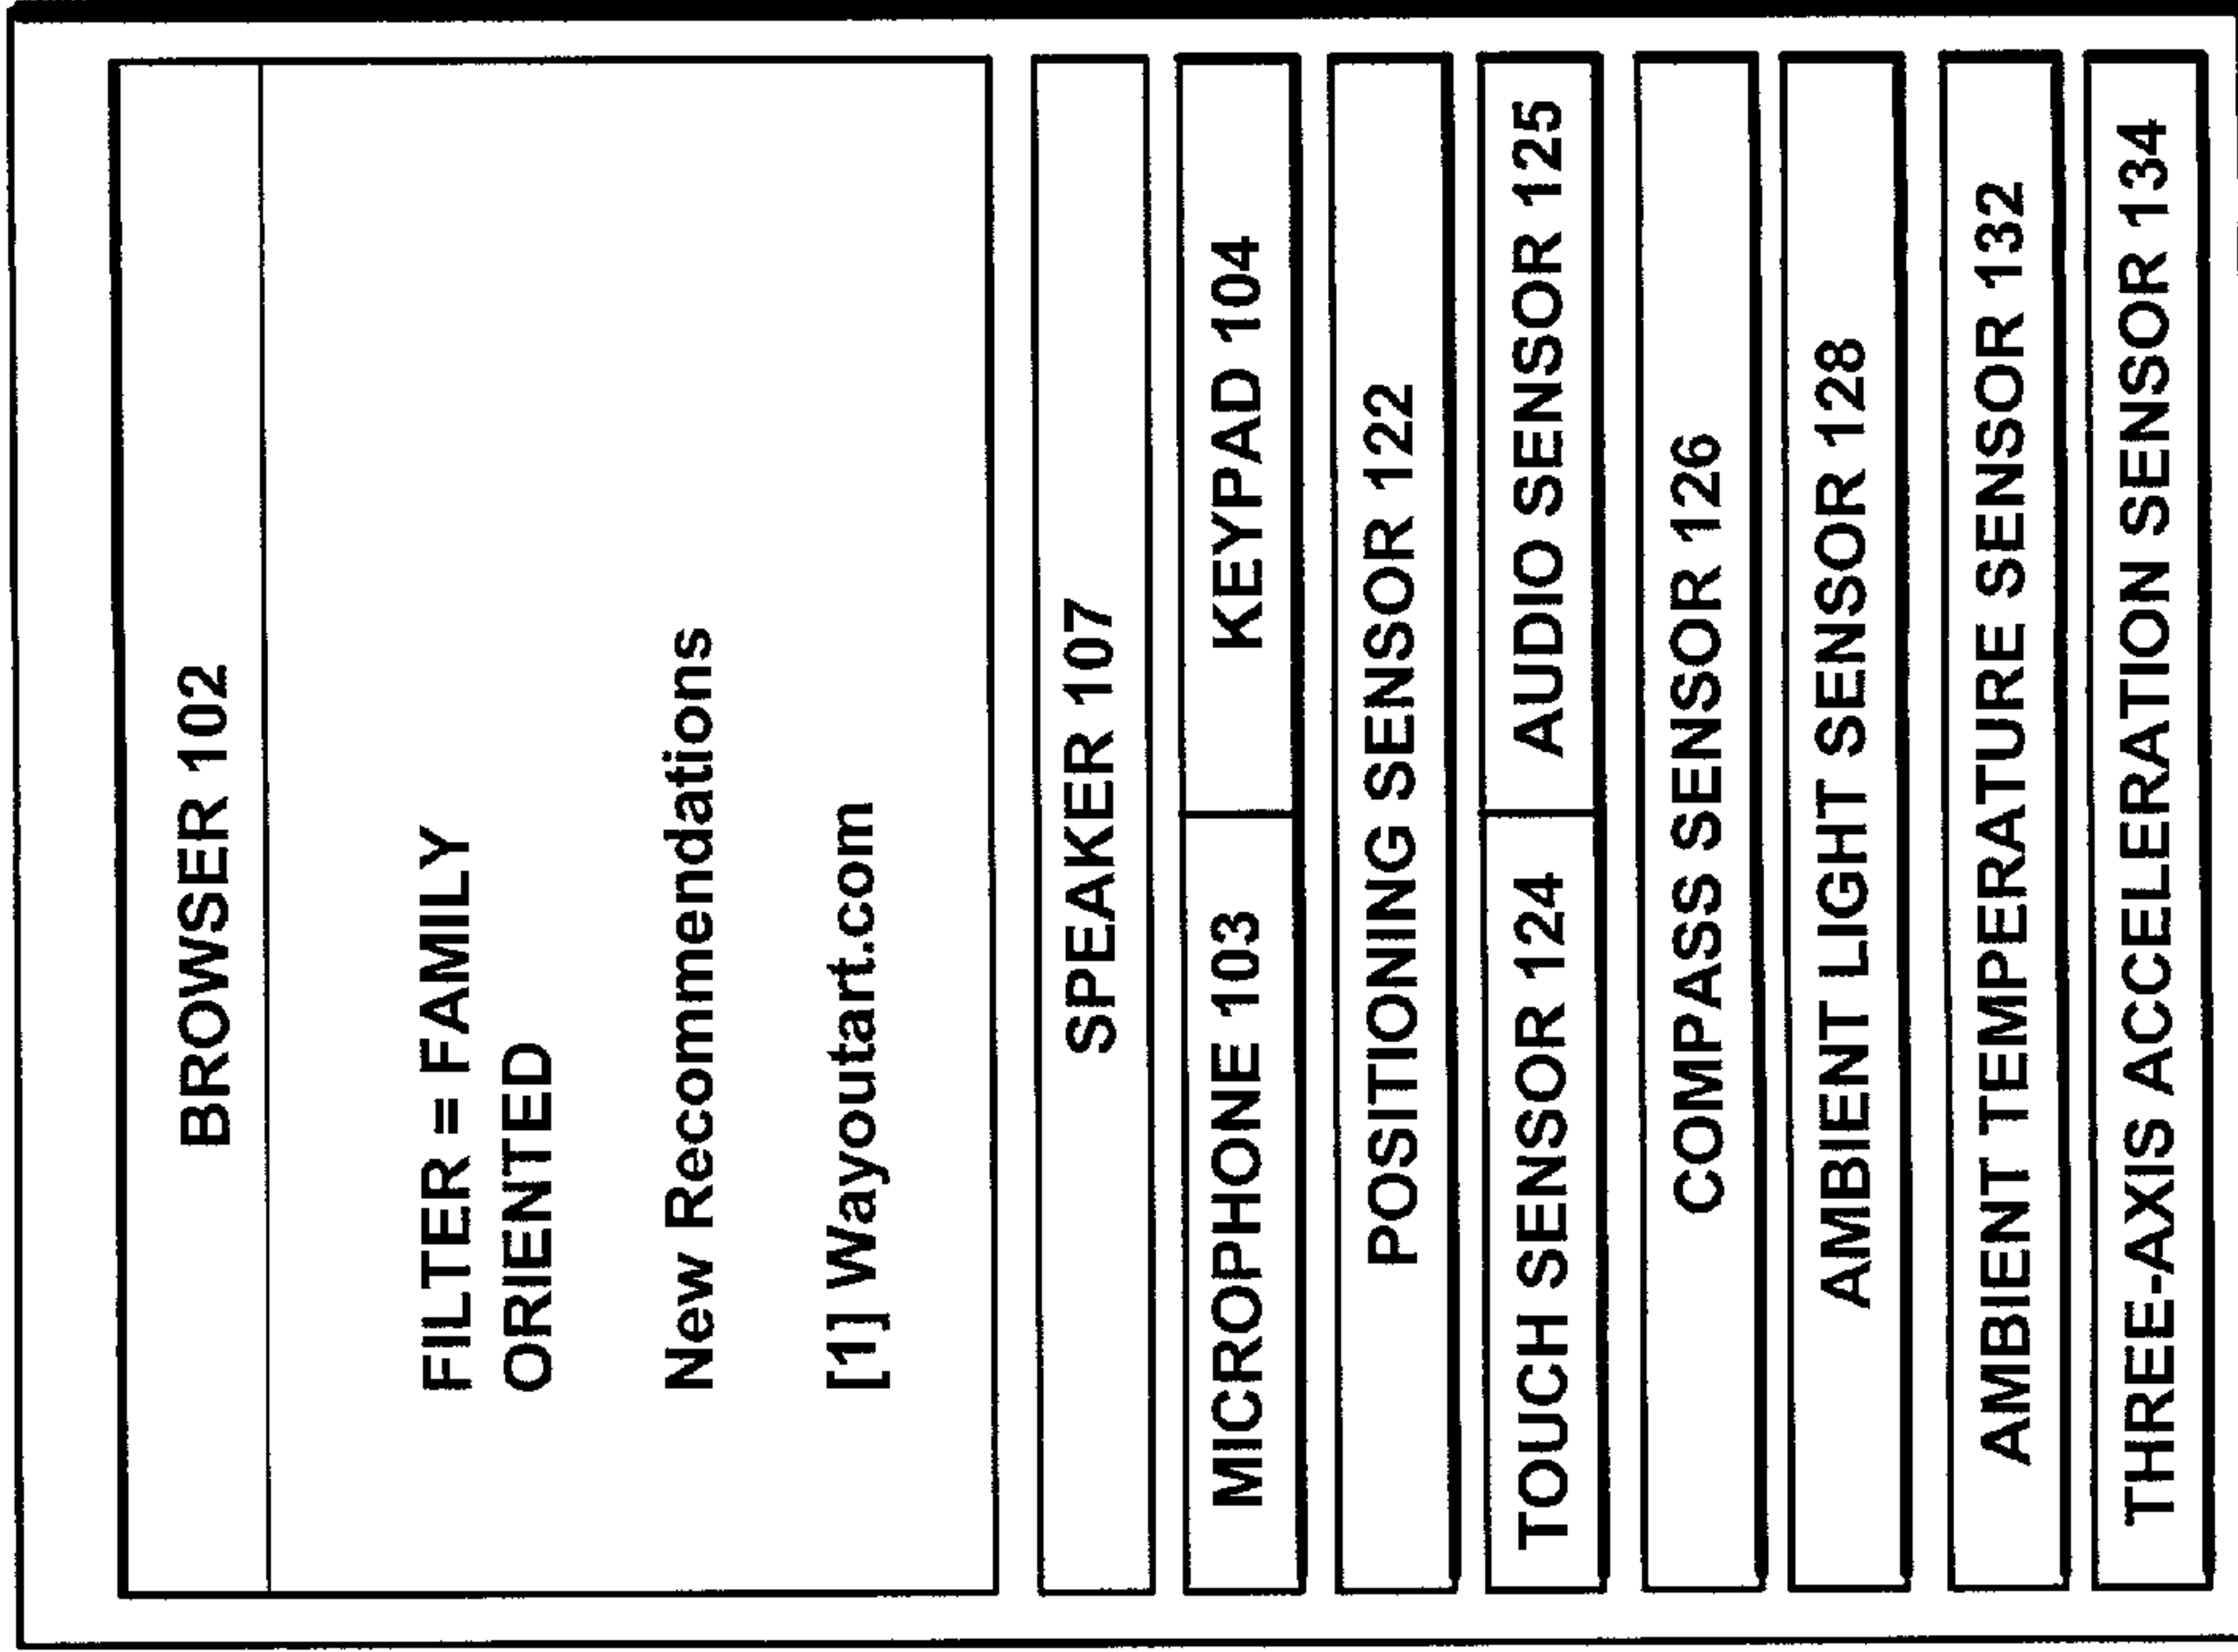 BROWSER 102
FILTER = FAMILY
ORIENTED
New Recommendations
[1] Wayoutart.com
SPEAKER 107
MICROPHONE 103
KEYPAD 104
POSITIONING SENSOR 122
TOUCH SENSOR 124
AUDIO SENSOR 125
COMPASS SENSOR 126
AMBIENT LIGHT SENSOR 128
AMBIENT TEMPERATURE SENSOR 132
THREE-AXIS ACCELERATION SENSOR 134